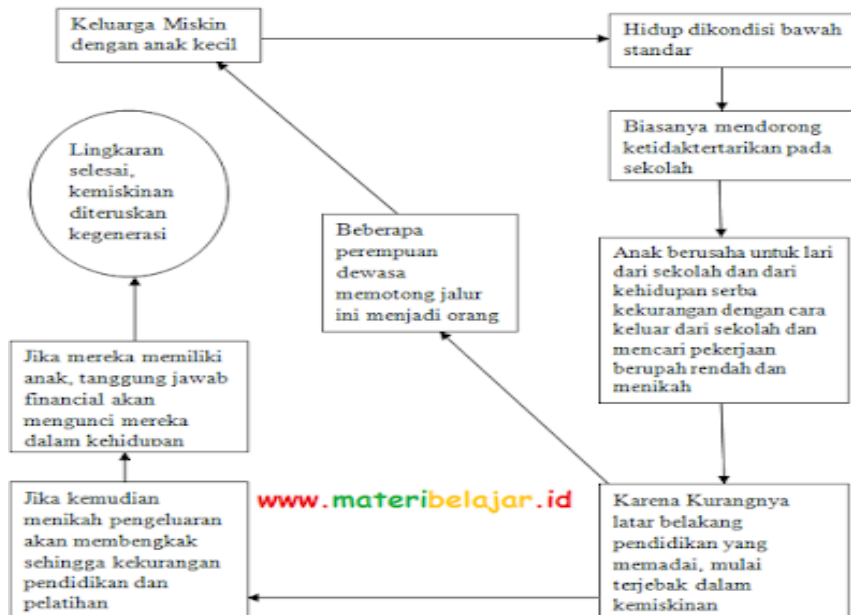 Keluarga Miskin
dengan anak kecil
Hidup dikondisi bawah
standar
Biasanya mendorong
ketidaktertarikan pada
sekolah
Anak berusaha untuk lari
dari sekolah dan dari
kehidupan serba
kekurangan dengan cara
keluar dari sekolah dan
mencari pekerjaan
berupah rendah dan
menikah
Karena Kurangnya
latar belakang
pendidikan yang
memadai, mulai
terjebak dalam
kemiskinan
Beberapa
perempuan
dewasa
memotong jalur
ini menjadi orang
Jika kemudian
menikah pengeluaran
akan membengkak
sehingga kekurangan
pendidikan dan
pelatihan
Jika mereka memiliki
anak, tanggung jawab
financial akan
mengunci mereka
dalam kehidupan
Lingkaran
selesai,
kemiskinan
diteruskan
kegenerasi
www.materibelajar.id